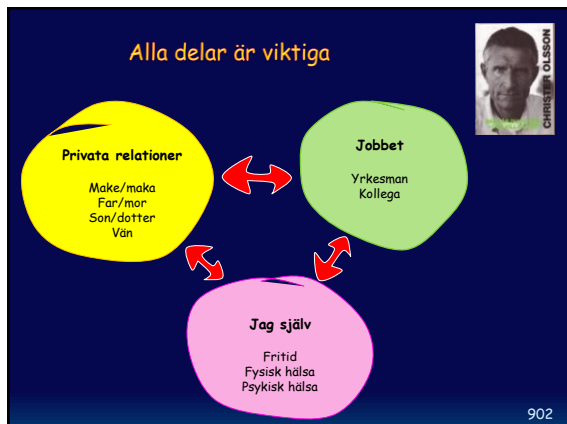 Alla delar är viktiga
CHRISTER OLSSON
Privata relationer
Make/maka
Far/mor
Son/dotter
Vän
Jobbet
Yrkesman
Kollega
Jag själv
Fritid
Fysisk hälsa
Psykisk hälsa
902